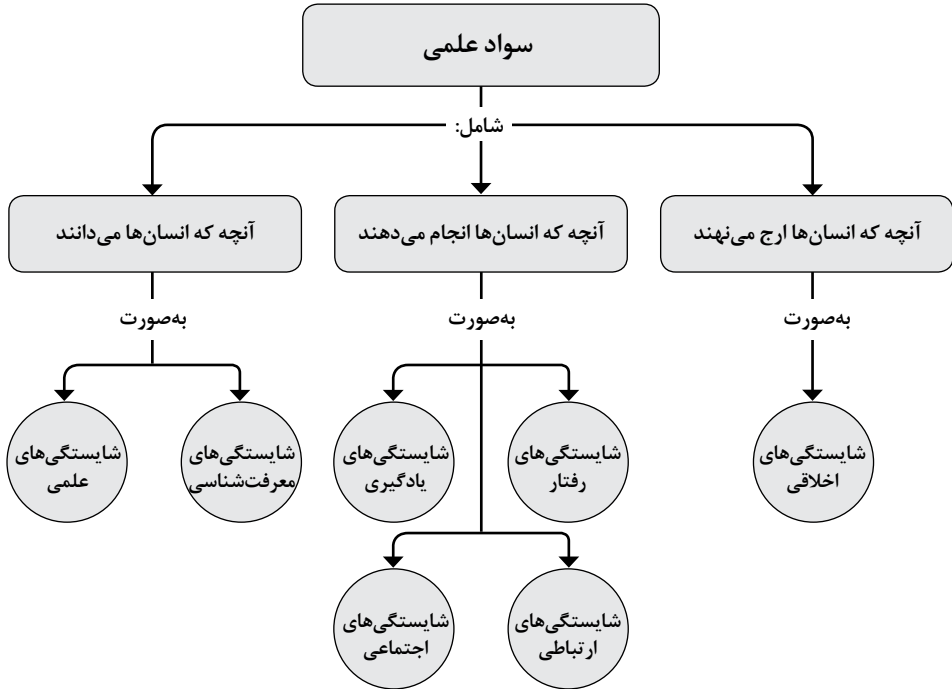 سواد علمی
شامل:
آنچه که انسان‌ها ارج می‌نهند
آنچه که انسان‌ها انجام می‌دهند
آنچه که انسان‌ها می‌دانند
به‌صورت
به‌صورت
به‌صورت
شایستگی‌های
اخلاقی
شایستگی‌های
رفتار
شایستگی‌های
یادگیری
شایستگی‌های
معرفت‌شناسی
شایستگی‌های
علمی
شایستگی‌های
ارتباطی
شایستگی‌های
اجتماعی